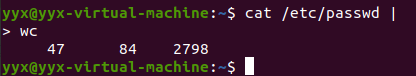 yyx@yyx-virtual-machine:~$ cat /etc/passwd |
> wc
     47      84    2798
yyx@yyx-virtual-machine:~$